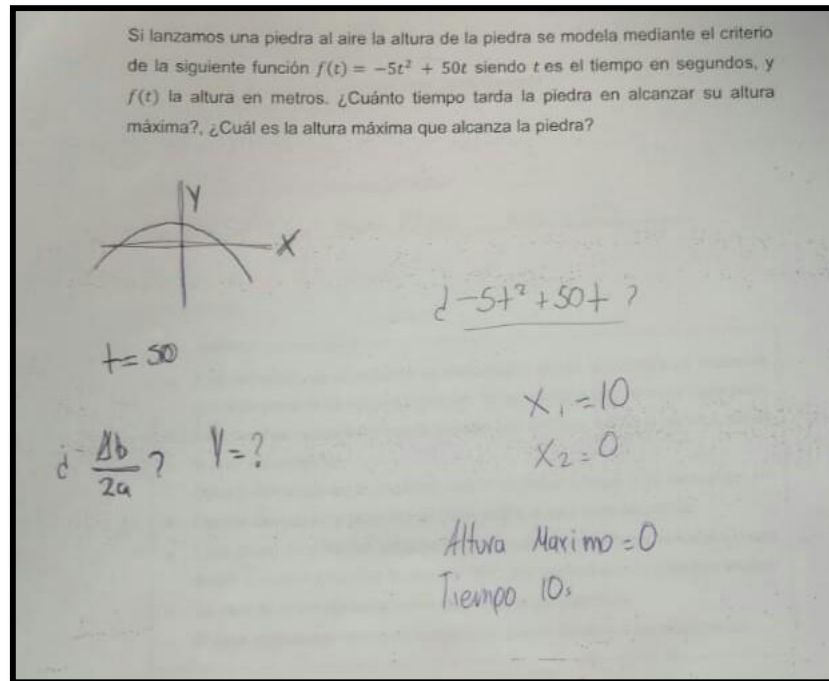 Si lanzamos una piedra al aire la altura de la piedra se modela mediante el criterio
de la siguiente función f(t) = −5t² + 50t siendo t es el tiempo en segundos, y
f(t) la altura en metros. ¿Cuánto tiempo tarda la piedra en alcanzar su altura
máxima?, ¿Cuál es la altura máxima que alcanza la piedra?
Y
X
¿-5t²+50t ?
t=50
X₁=10
¿-Δb/2a? V=?
X₂=0
Altura Maximo=0
Tiempo 10s